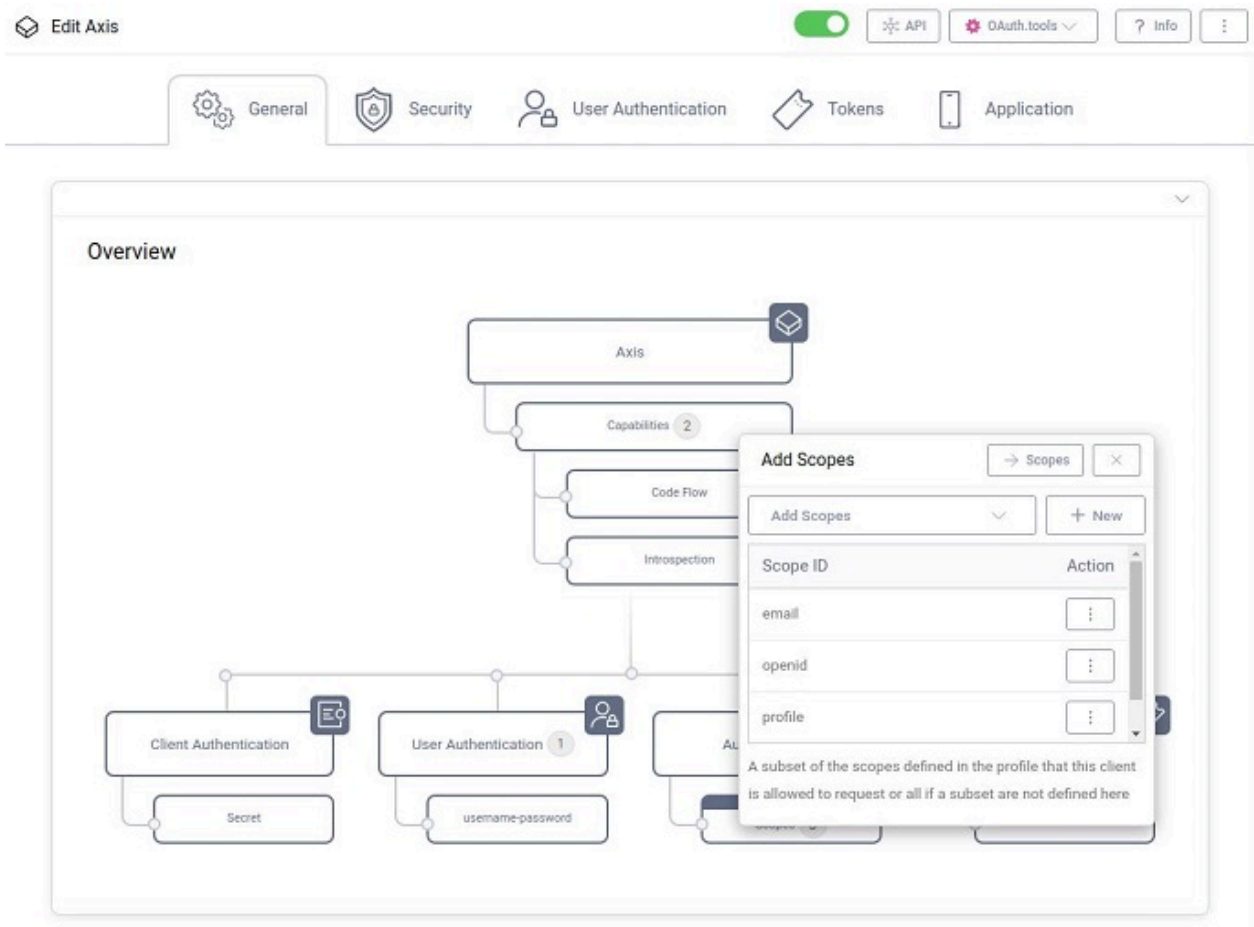 Edit Axis
API
OAuth.tools
? Info
General
Security
User Authentication
Tokens
Application
Overview
Axis
Capabilities 2
Code Flow
Introspection
Add Scopes
→ Scopes
Add Scopes
+ New
Scope ID Action
email
openid
profile
A subset of the scopes defined in the profile that this client
is allowed to request or all if a subset are not defined here
Client Authentication
User Authentication 1
Au
Secret
username-password